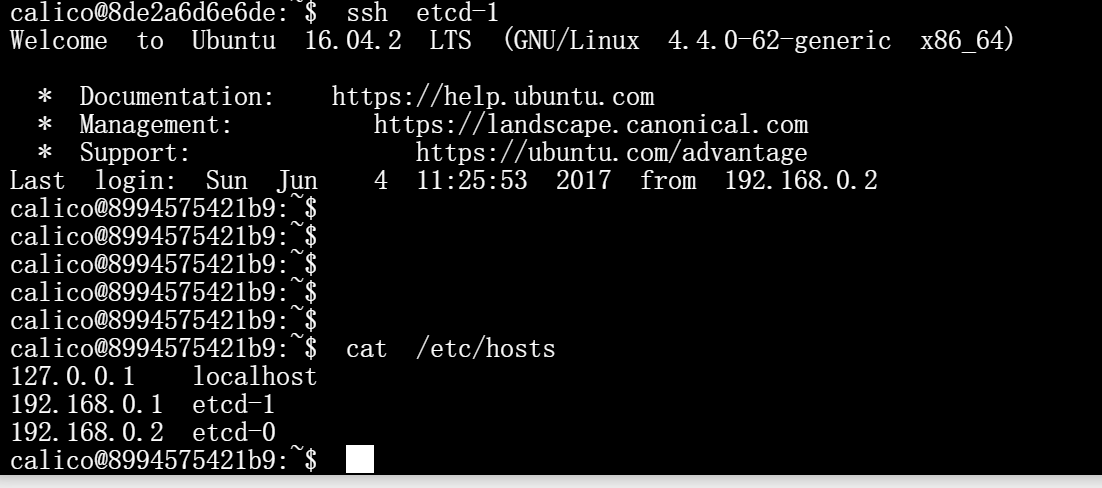 calico@8de2a6d6e6de:~$ ssh etcd-1
Welcome to Ubuntu 16.04.2 LTS (GNU/Linux 4.4.0-62-generic x86_64)
* Documentation: https://help.ubuntu.com
* Management: https://landscape.canonical.com
* Support: https://ubuntu.com/advantage
Last login: Sun Jun 4 11:25:53 2017 from 192.168.0.2
calico@8994575421b9:~$
calico@8994575421b9:~$
calico@8994575421b9:~$
calico@8994575421b9:~$
calico@8994575421b9:~$
calico@8994575421b9:~$ cat /etc/hosts
127.0.0.1 localhost
192.168.0.1 etcd-1
192.168.0.2 etcd-0
calico@8994575421b9:~$